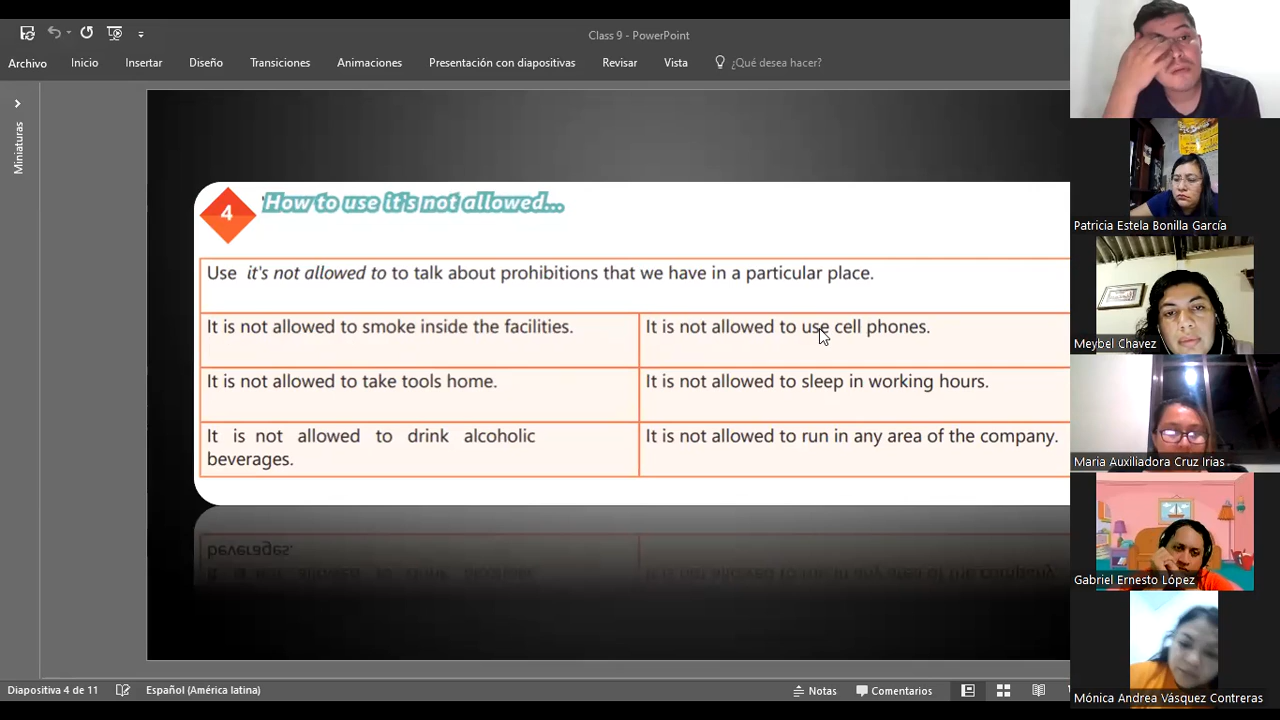 Class 9 - PowerPoint
Archivo Inicio Insertar Diseño Transiciones Animaciones Presentación con diapositivas Revisar Vista ¿Qué desea hacer?
Miniaturas
4 How to use it's not allowed...
Use it's not allowed to to talk about prohibitions that we have in a particular place.
It is not allowed to smoke inside the facilities.
It is not allowed to use cell phones.
It is not allowed to take tools home.
It is not allowed to sleep in working hours.
It is not allowed to drink alcoholic
beverages.
It is not allowed to run in any area of the company.
Patricia Estela Bonilla García
Meybel Chavez
Maria Auxiliadora Cruz Irías
Gabriel Ernesto López
Mónica Andrea Vásquez Contreras
Diapositiva 4 de 11 Español (América latina) Notas Comentarios